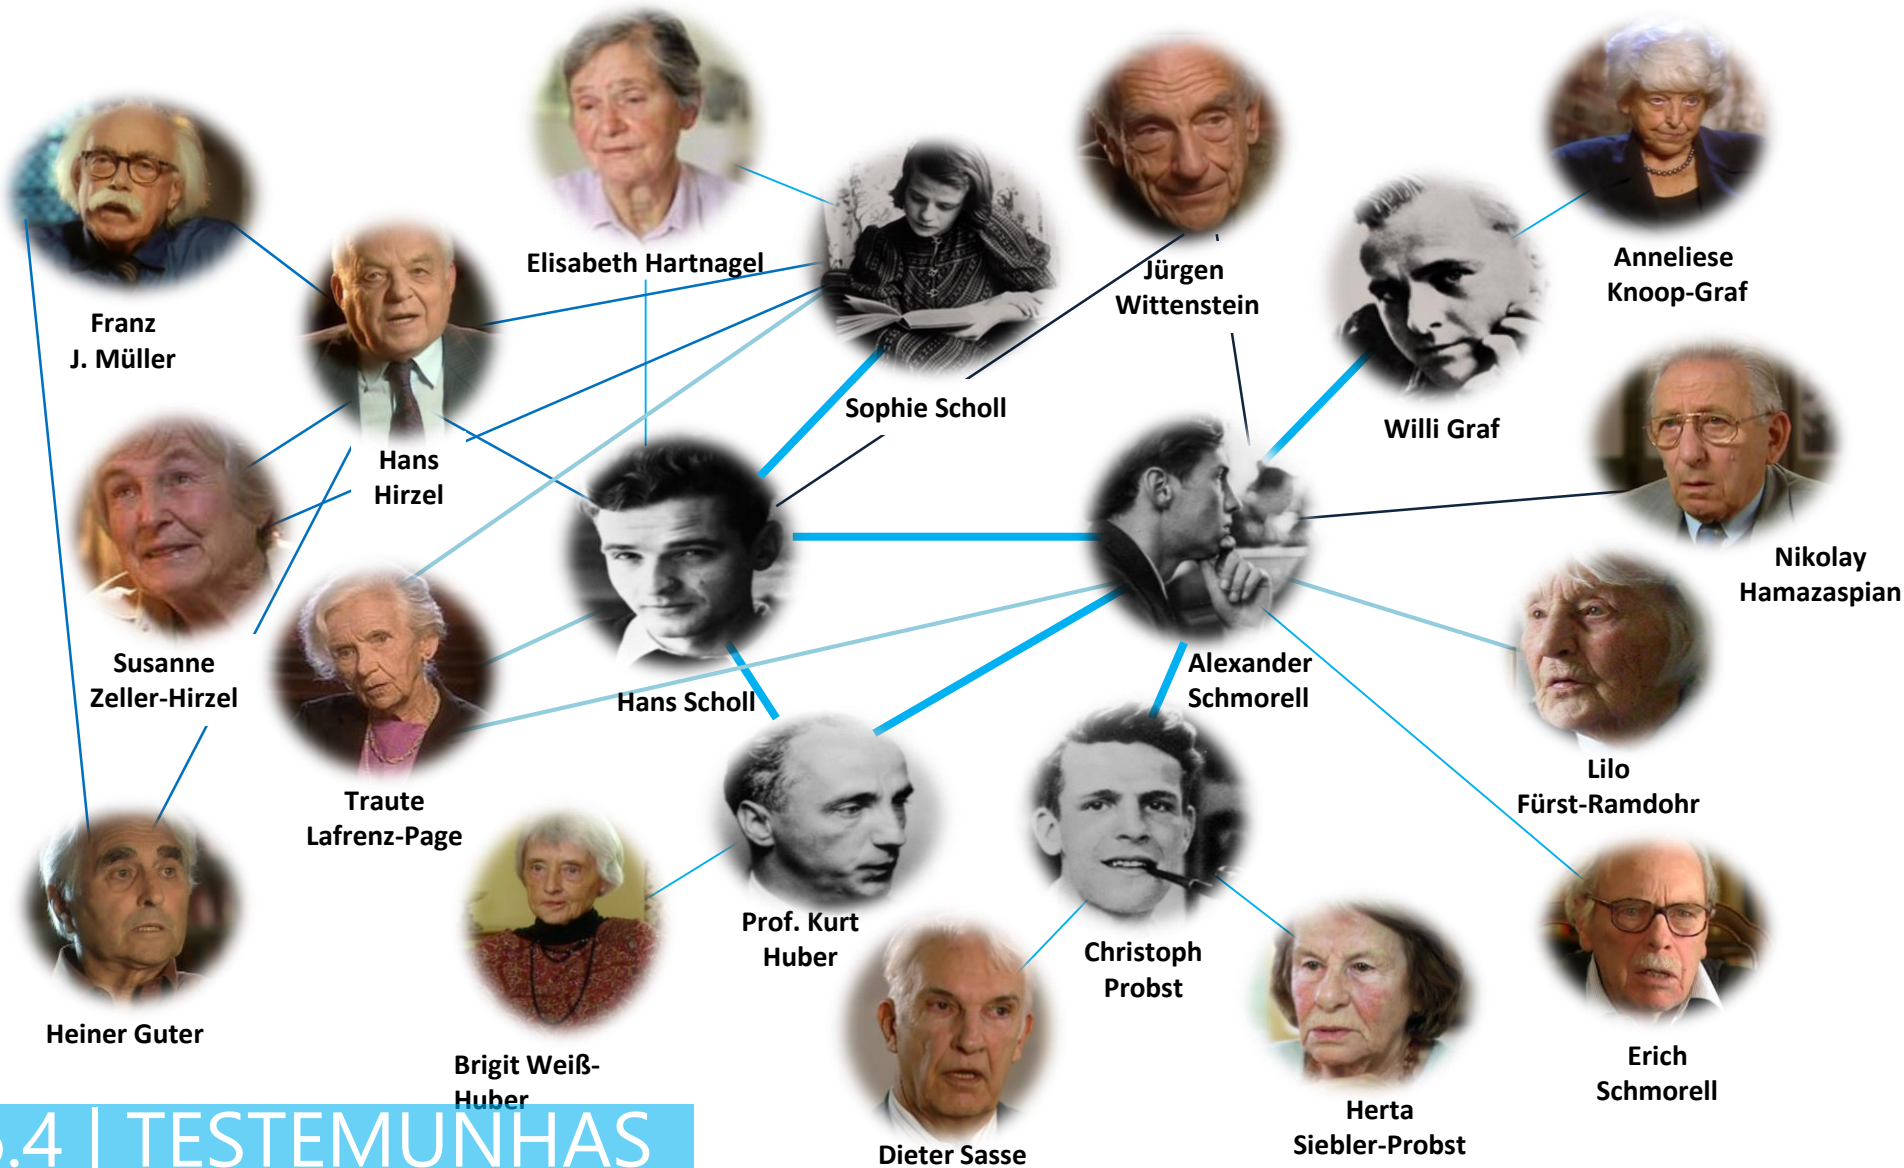 Elisabeth Hartnagel
Jürgen
Wittenstein
Anneliese
Knoop-Graf
Franz
J. Müller
Sophie Scholl
Willi Graf
Hans
Hirzel
Nikolay
Hamazaspian
Susanne
Zeller-Hirzel
Hans Scholl
Alexander
Schmorell
Lilo
Fürst-Ramdohr
Traute
Lafrenz-Page
Prof. Kurt
Huber
Christoph
Probst
Heiner Guter
Brigit Weiß-
Huber
Erich
Schmorell
Herta
Siebler-Probst
Dieter Sasse
.4 | TESTEMUNHAS